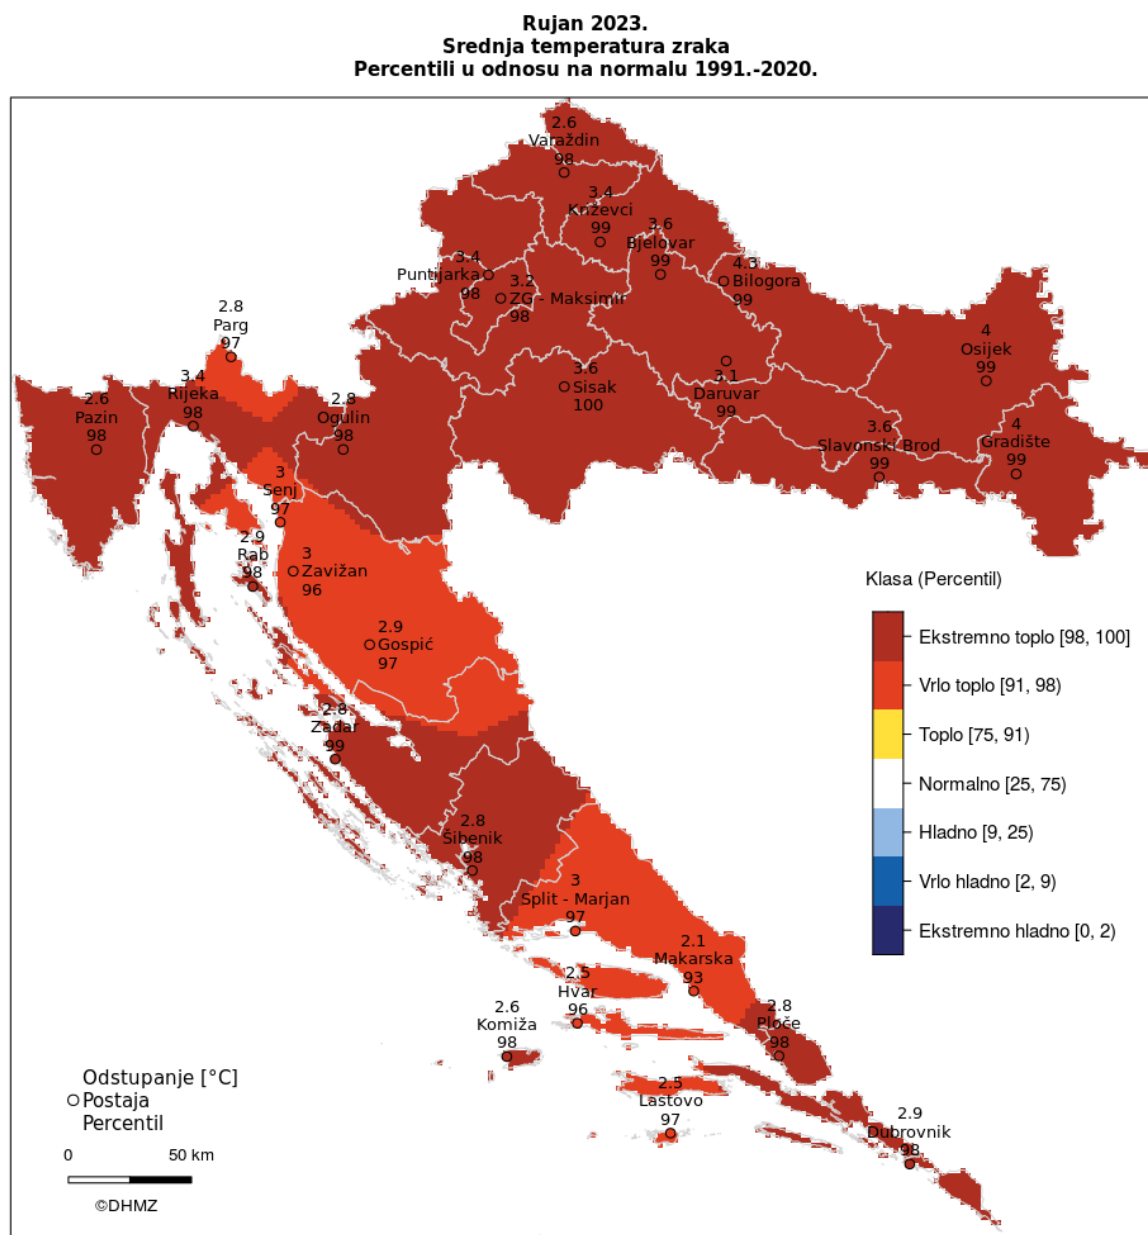 Rujan 2023.
Srednja temperatura zraka
Percentili u odnosu na normalu 1991.-2020.
2.6
Varaždin
98
3.4
Križevci
99
3.6
Bjelovar
99
3.4
Puntijarka
98
3.2
ZG - Maksimir
98
4.3
Bilogora
99
2.8
Parg
97
4
Osijek
99
3.4
Rijeka
98
2.6
Pazin
98
2.8
Ogulin
98
3.6
Sisak
100
3.1
Daruvar
99
3.6
Slavonski Brod
99
4
Gradište
99
3
Senj
97
2.9
Rab
98
3
Zavižan
96
2.9
Gospić
97
2.8
Zadar
99
2.8
Šibenik
98
3
Split - Marjan
97
2.1
Makarska
93
2.5
Hvar
96
2.6
Komiža
98
2.8
Ploče
98
2.5
Lastovo
97
2.9
Dubrovnik
98
Klasa (Percentil)
Ekstremno toplo [98, 100]
Vrlo toplo [91, 98)
Toplo [75, 91)
Normalno [25, 75)
Hladno [9, 25)
Vrlo hladno [2, 9)
Ekstremno hladno [0, 2)
Odstupanje [°C]
Postaja
Percentil
0 50 km
©DHMZ